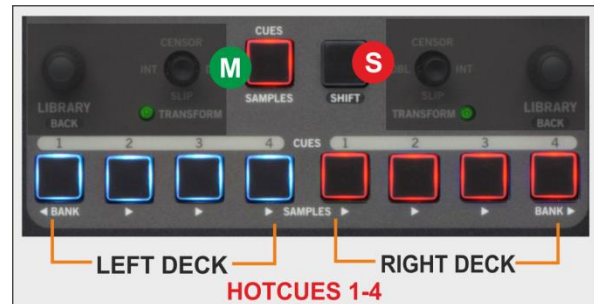 CENSOR
CUES
CENSOR
INT
M
S
BL
INT
SLIP
SLIP
LIBRARY
BACK
TRANSFORM
SAMPLES
SHIFT
TRANSFORM
LIBRARY
BACK
1 2 3 4 CUES 1 2 3 4
◄ BANK ► ► ► SAMPLES ► ► ► BANK ►
LEFT DECK
RIGHT DECK
HOTCUES 1-4